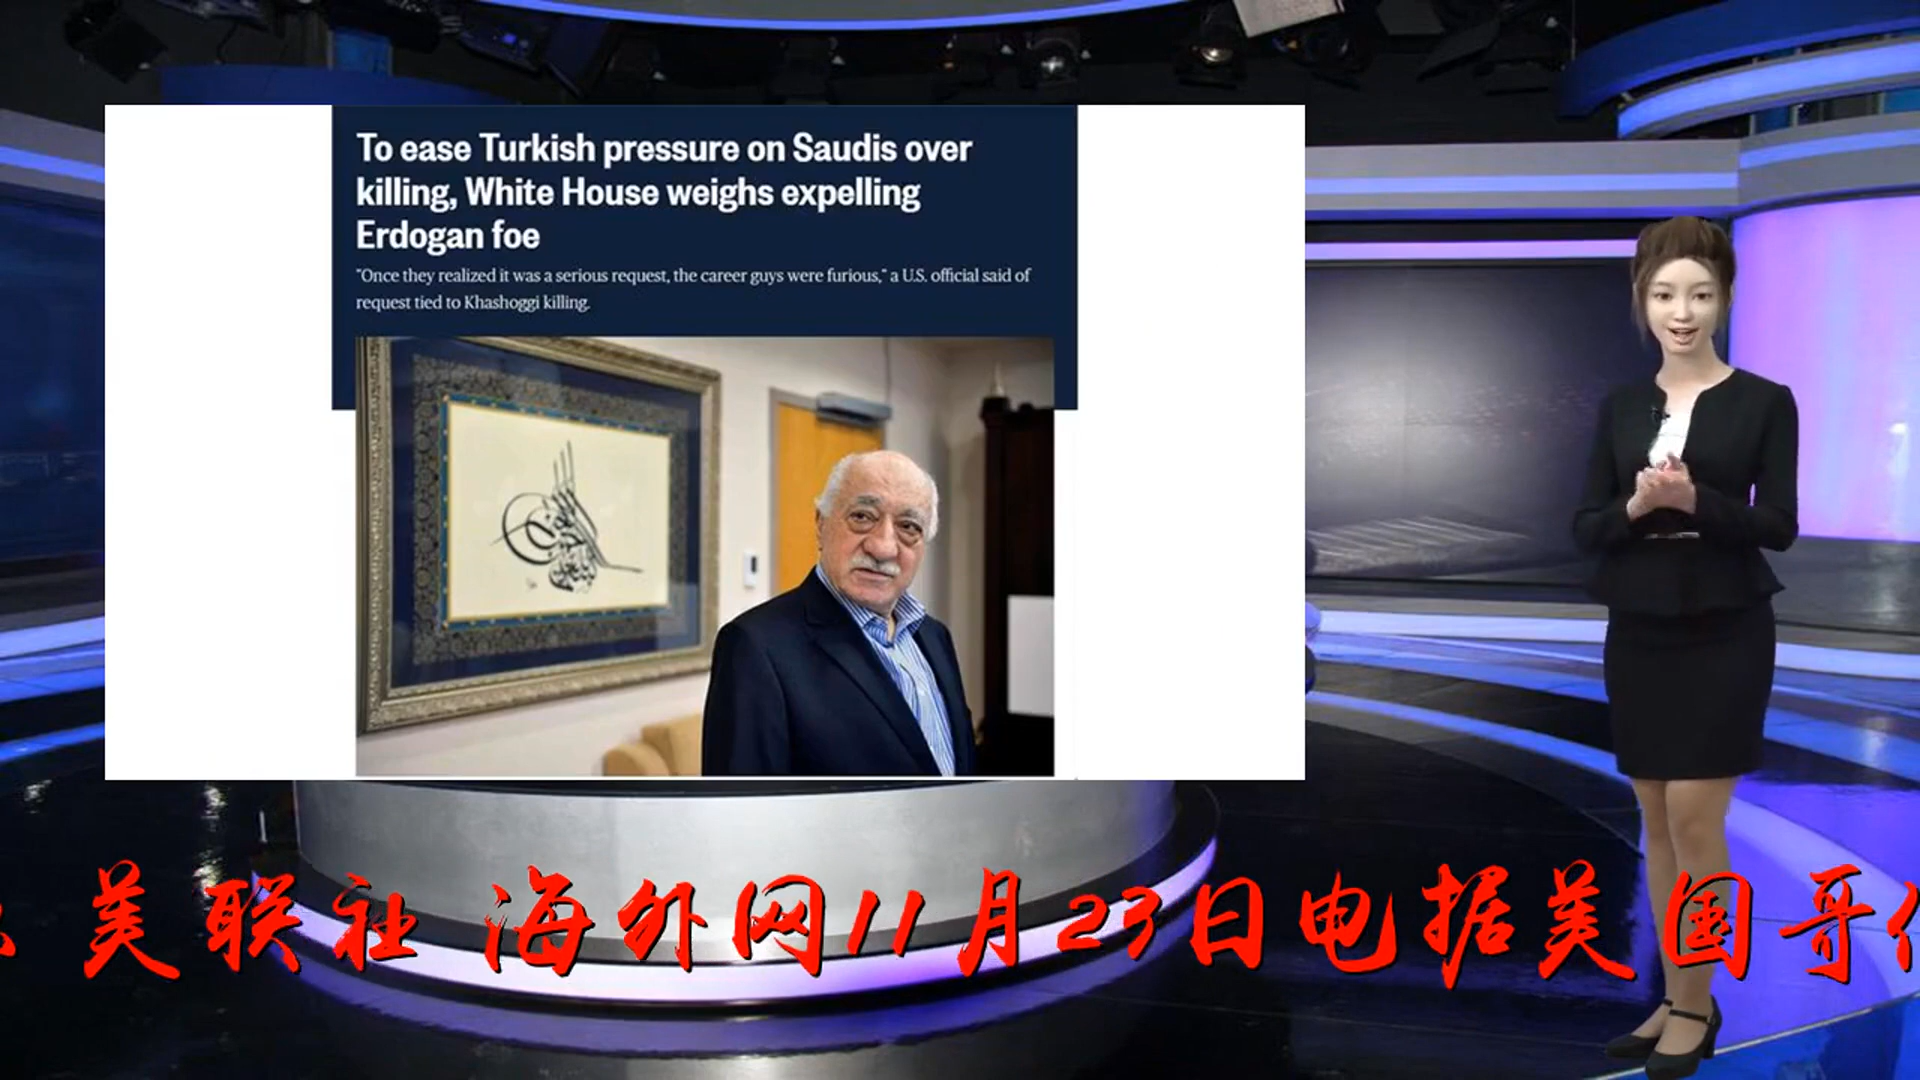 To ease Turkish pressure on Saudis over
killing, White House weighs expelling
Erdogan foe
"Once they realized it was a serious request, the career guys were furious," a U.S. official said of
request tied to Khashoggi killing.
美联社 海外网11月23日电据美国哥